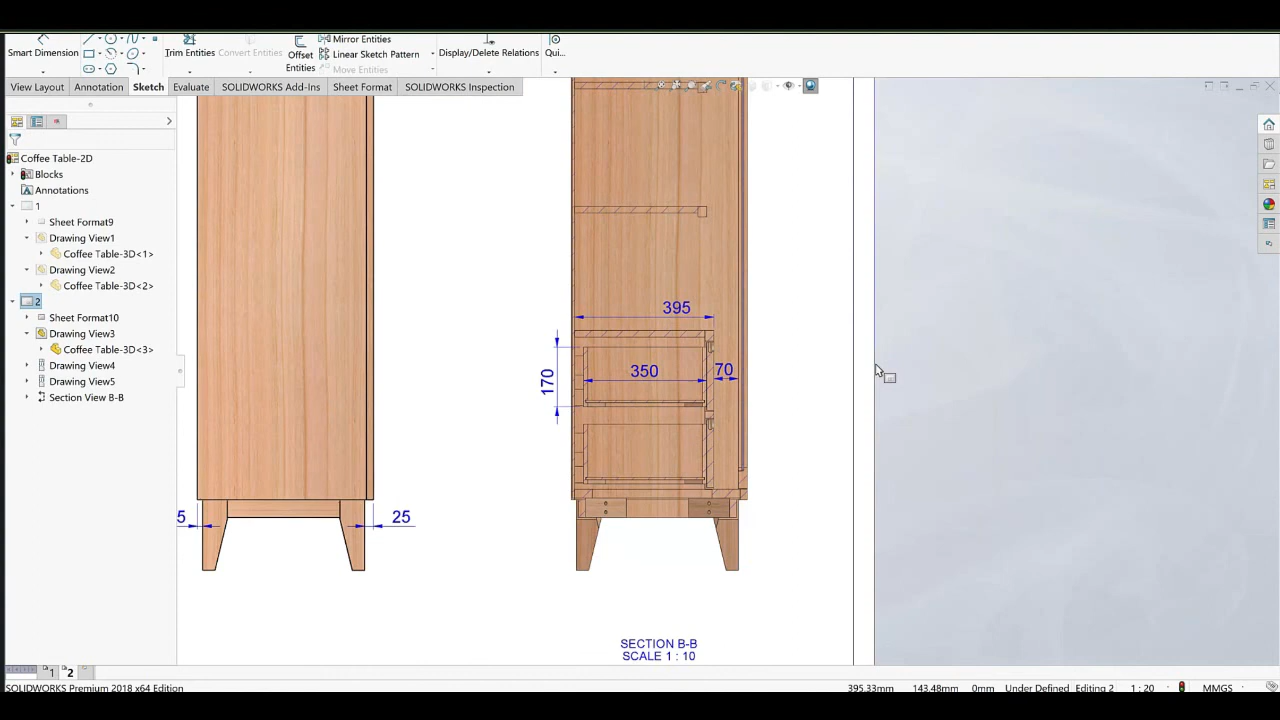 Smart Dimension
Trim Entities
Convert Entities
Offset
Entities
Mirror Entities
Linear Sketch Pattern
Move Entities
Display/Delete Relations
Qui...
View Layout
Annotation
Sketch
Evaluate
SOLIDWORKS Add-Ins
Sheet Format
SOLIDWORKS Inspection
Coffee Table-2D
Blocks
Annotations
1
Sheet Format9
Drawing View1
Coffee Table-3D<1>
Drawing View2
Coffee Table-3D<2>
2
Sheet Format10
Drawing View3
Coffee Table-3D<3>
Drawing View4
Drawing View5
Section View B-B
395
170
350
70
5
25
SECTION B-B
SCALE 1 : 10
1
2
SOLIDWORKS Premium 2018 x64 Edition
395.33mm 143.48mm 0mm Under Defined Editing 2 1 : 20 MMGS